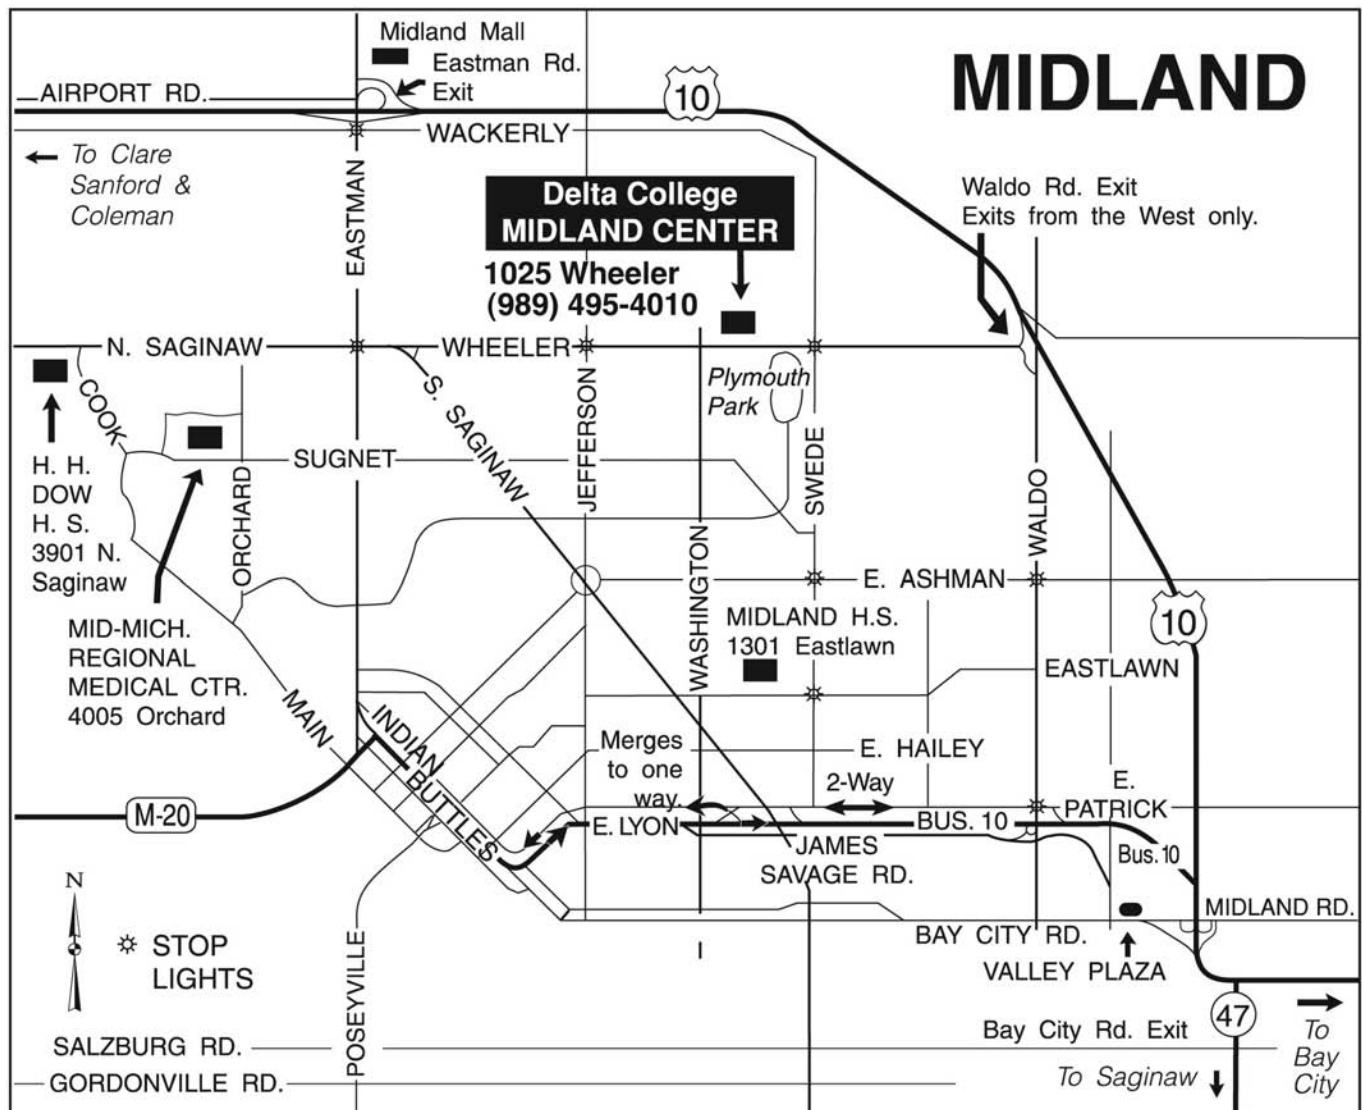 Midland Mall
Eastman Rd.
Exit
MIDLAND
10
AIRPORT RD.
WACKERLY
To Clare
Sanford &
Coleman
EASTMAN
Delta College
MIDLAND CENTER
1025 Wheeler
(989) 495-4010
Waldo Rd. Exit
Exits from the West only.
N. SAGINAW
WHEELER
COOK
S. SAGINAW
JEFFERSON
Plymouth
Park
SWEDE
WALDO
H. H.
DOW
H. S.
3901 N.
Saginaw
SUGNET
ORCHARD
WASHINGTON
E. ASHMAN
10
MID-MICH.
REGIONAL
MEDICAL CTR.
4005 Orchard
MIDLAND H.S.
1301 Eastlawn
EASTLAWN
MAIN
INDIAN
BUTTLES
Merges
to one
way.
E. HAILEY
2-Way
E.
PATRICK
M-20
E. LYON
BUS. 10
JAMES
SAVAGE RD.
Bus. 10
N
STOP
LIGHTS
POSEYVILLE
MIDLAND RD.
BAY CITY RD.
VALLEY PLAZA
47
Bay City Rd. Exit
To
Bay
City
SALZBURG RD.
GORDONVILLE RD.
To Saginaw